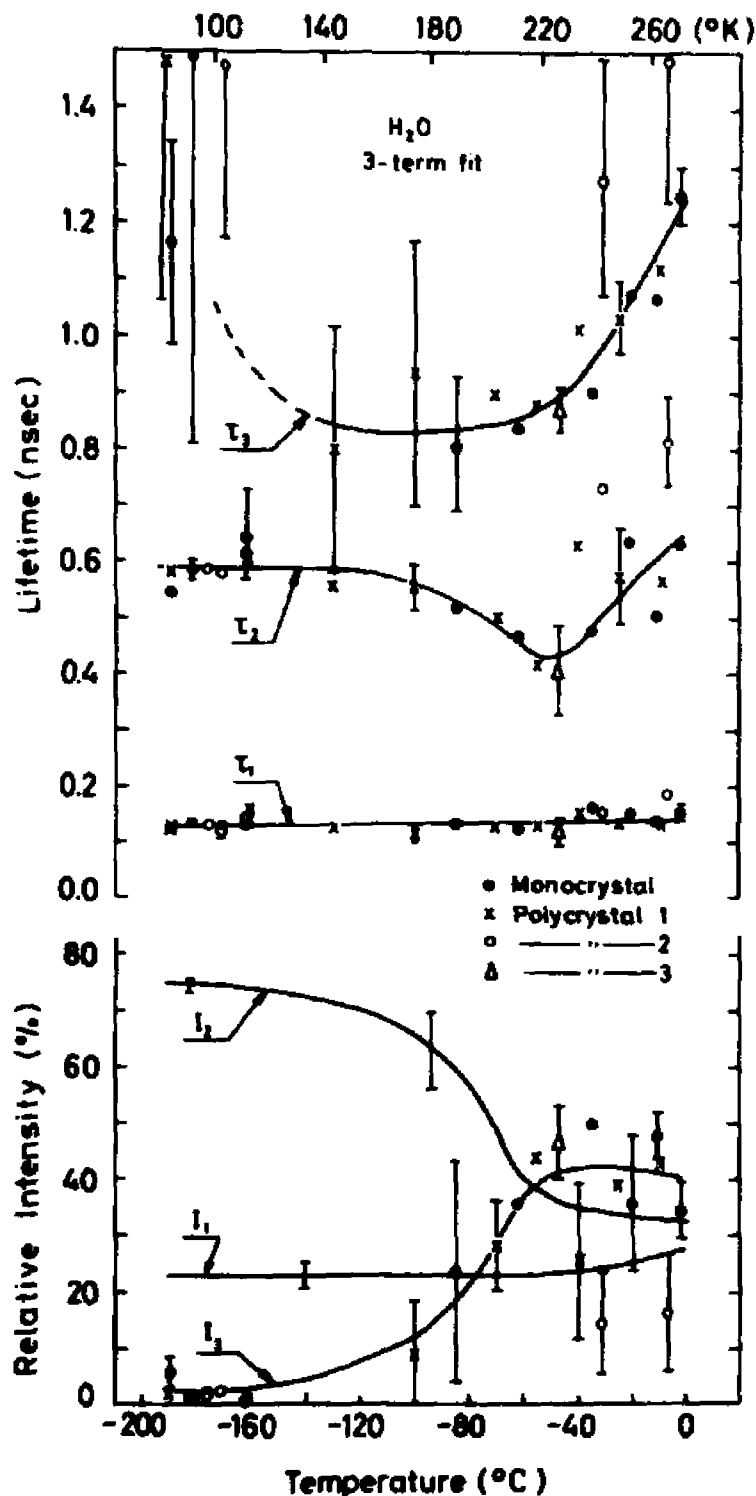 100 140 180 220 260 (°K)
H₂O
3-term fit
1.4
1.2
1.0
0.8
0.6
0.4
0.2
0.0
Lifetime (nsec)
τ₃
τ₂
τ₁
● Monocrystal
x Polycrystal 1
o —— " —— 2
Δ —— " —— 3
80
60
40
20
0
Relative Intensity (%)
I₂
I₁
I₃
-200 -160 -120 -80 -40 0
Temperature (°C)